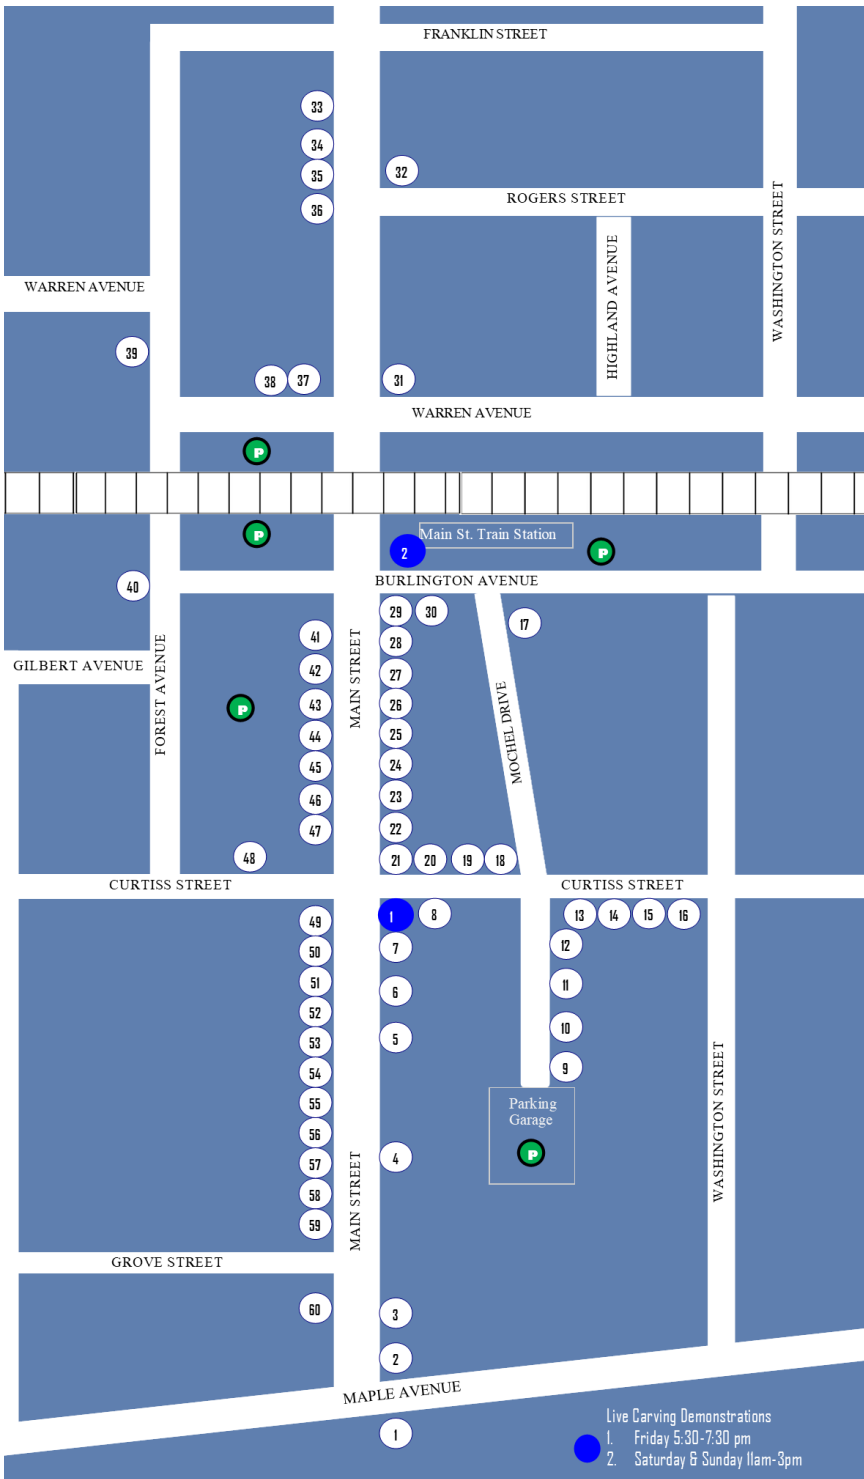 FRANKLIN STREET
33
34
32
35
ROGERS STREET
36
WASHINGTON STREET
HIGHLAND AVENUE
WARREN AVENUE
39
38
37
31
WARREN AVENUE
P
P
Main St. Train Station
2
P
BURLINGTON AVENUE
40
29
30
17
41
28
GILBERT AVENUE
42
27
FOREST AVENUE
MAIN STREET
MOCHEL DRIVE
43
26
P
44
25
45
24
46
23
47
22
48
21
20
19
18
CURTISS STREET
CURTISS STREET
49
1
8
13
14
15
16
50
7
12
51
6
11
52
53
5
10
54
9
55
Parking
Garage
56
P
57
4
58
59
MAIN STREET
WASHINGTON STREET
GROVE STREET
60
3
2
MAPLE AVENUE
1
Live Carving Demonstrations
1. Friday 5:30-7:30 pm
2. Saturday & Sunday 11am-3pm